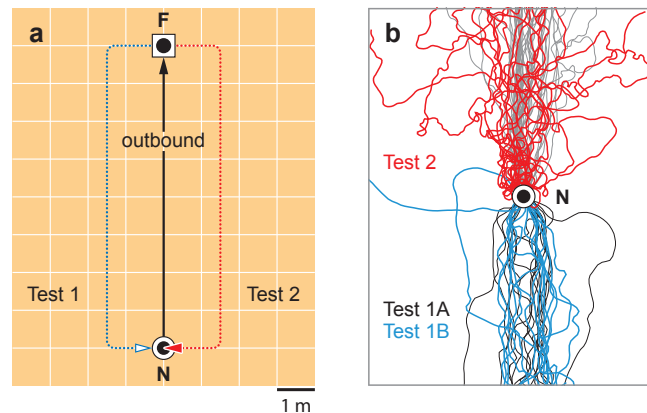 a
F
outbound
Test 1
Test 2
N
1 m
b
Test 2
N
Test 1A
Test 1B